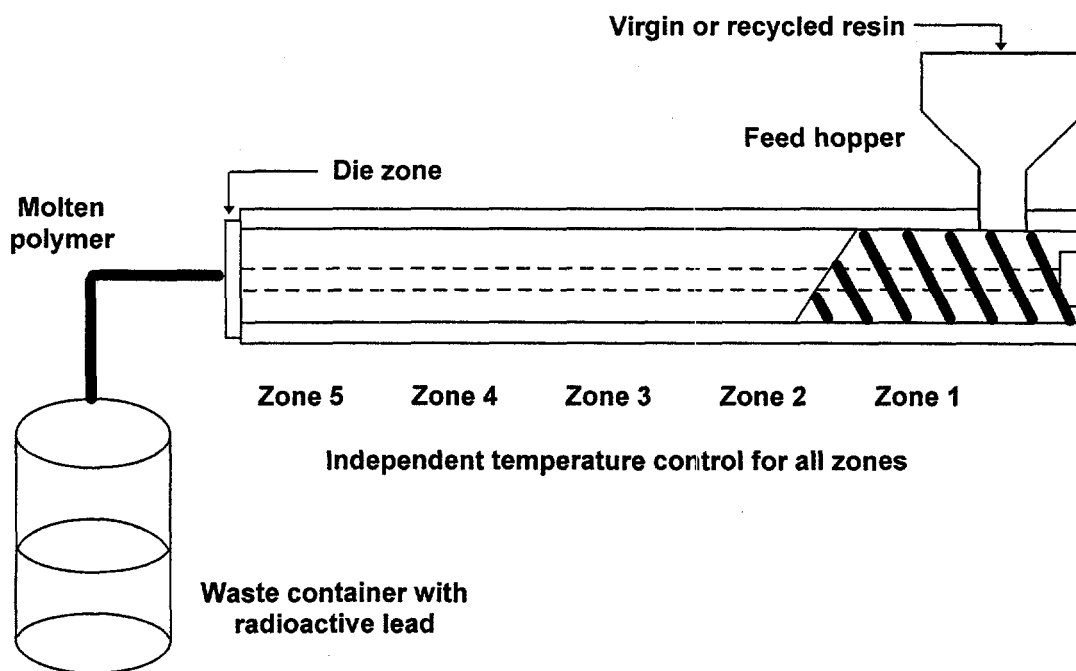 Virgin or recycled resin
Feed hopper
Die zone
Molten
polymer
Zone 5 Zone 4 Zone 3 Zone 2 Zone 1
Independent temperature control for all zones
Waste container with
radioactive lead